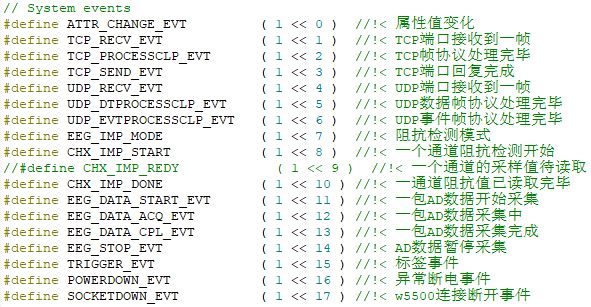 // System events
#define ATTR_CHANGE_EVT ( 1 << 0 ) //!< 属性值变化
#define TCP_RECV_EVT ( 1 << 1 ) //!< TCP端口接收到一帧
#define TCP_PROCESSCLP_EVT ( 1 << 2 ) //!< TCP帧协议处理完毕
#define TCP_SEND_EVT ( 1 << 3 ) //!< TCP端口回复完成
#define UDP_RECV_EVT ( 1 << 4 ) //!< UDP端口接收到一帧
#define UDP_DTPROCESSCLP_EVT ( 1 << 5 ) //!< UDP数据帧协议处理完毕
#define UDP_EVTPROCESSCLP_EVT ( 1 << 6 ) //!< UDP事件帧协议处理完毕
#define EEG_IMP_MODE ( 1 << 7 ) //!< 阻抗检测模式
#define CHX_IMP_START ( 1 << 8 ) //!< 一个通道阻抗检测开始
//#define CHX_IMP_REDY ( 1 << 9 ) //!< 一个通道的采样值待读取
#define CHX_IMP_DONE ( 1 << 10 ) //!< 一通道阻抗值已读取完毕
#define EEG_DATA_START_EVT ( 1 << 11 ) //!< 一包AD数据开始采集
#define EEG_DATA_ACQ_EVT ( 1 << 12 ) //!< 一包AD数据采集中
#define EEG_DATA_CPL_EVT ( 1 << 13 ) //!< 一包AD数据采集完成
#define EEG_STOP_EVT ( 1 << 14 ) //!< AD数据暂停采集
#define TRIGGER_EVT ( 1 << 15 ) //!< 标签事件
#define POWERDOWN_EVT ( 1 << 16 ) //!< 异常断电事件
#define SOCKETDOWN_EVT ( 1 << 17 ) //!< w5500连接断开事件